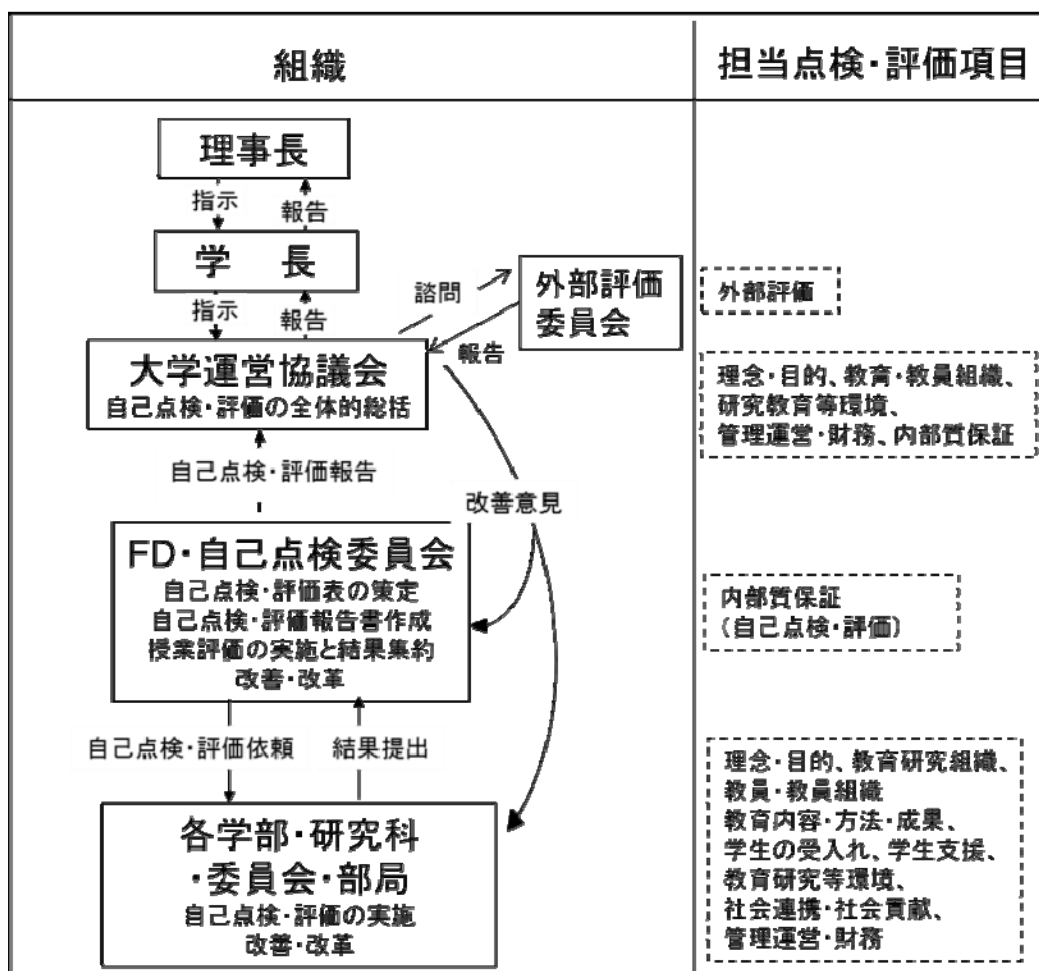 組織
担当点検・評価項目
理事長
指示
報告
学 長
指示
報告
諮問
報告
外部評価
委員会
外部評価
大学運営協議会
自己点検・評価の全体的総括
理念・目的、教育・教員組織、
研究教育等環境、
管理運営・財務、内部質保証
自己点検・評価報告
改善意見
FD・自己点検委員会
自己点検・評価表の策定
自己点検・評価報告書作成
授業評価の実施と結果集約
改善・改革
内部質保証
（自己点検・評価）
自己点検・評価依頼
結果提出
各学部・研究科
・委員会・部局
自己点検・評価の実施
改善・改革
理念・目的、教育研究組織、
教員・教員組織
教育内容・方法・成果、
学生の受入れ、学生支援、
教育研究等環境、
社会連携・社会貢献、
管理運営・財務